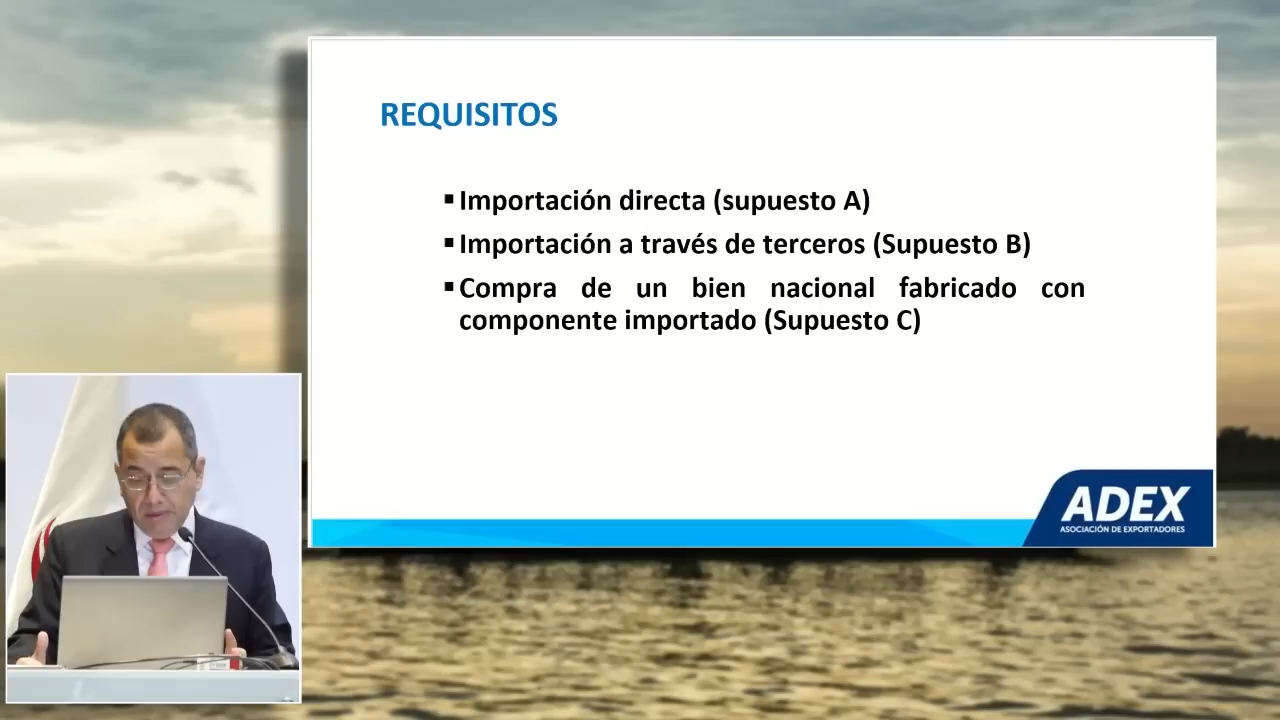 REQUISITOS
▪ Importación directa (supuesto A)
▪ Importación a través de terceros (Supuesto B)
▪ Compra de un bien nacional fabricado con
componente importado (Supuesto C)
ADEX
ASOCIACIÓN DE EXPORTADORES